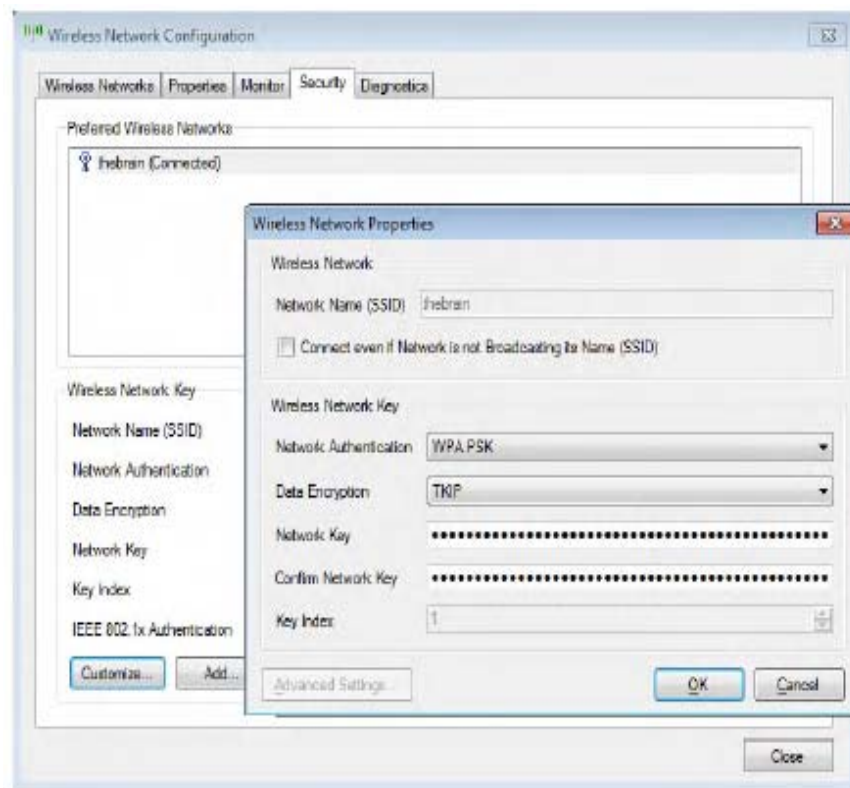 Wireless Network Configuration
Wireless Networks Properties Monitor Security Diagnostics
Preferred Wireless Networks
thebrain (Connected)
Wireless Network Properties
Wireless Network
Network Name (SSID) thebrain
Connect even if Network is not Broadcasting its Name (SSID)
Wireless Network Key
Network Authentication WPA PSK
Data Encryption TKIP
Network Key
Confirm Network Key
Key Index 1
Advanced Settings...
OK Cancel
Wireless Network Key
Network Name (SSID)
Network Authentication
Data Encryption
Network Key
Key Index
IEEE 802.1x Authentication
Customize... Add...
Close